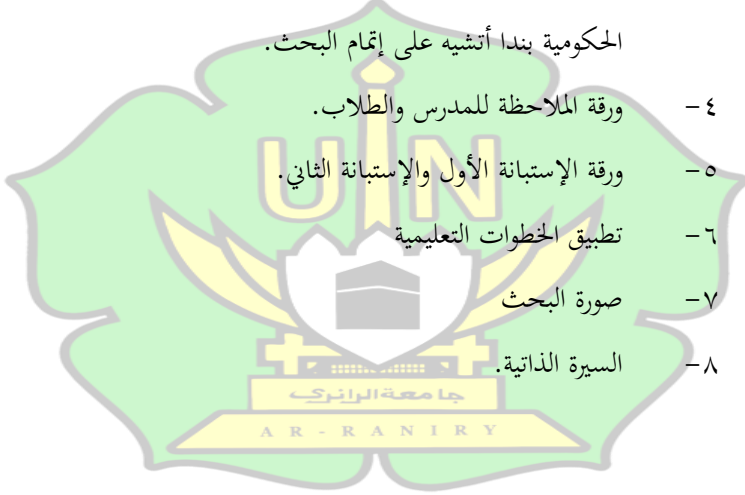 الحكومية بندا أتشيه على إتمام البحث.
٤- ورقة الملاحظة للمدرس والطلاب.
٥- ورقة الإستبانة الأول والإستبانة الثاني.
٦- تطبيق الخطوات التعليمية
٧- صورة البحث
٨- السيرة الذاتية.
UIN
جامعة الرانري
AR-RANIRY